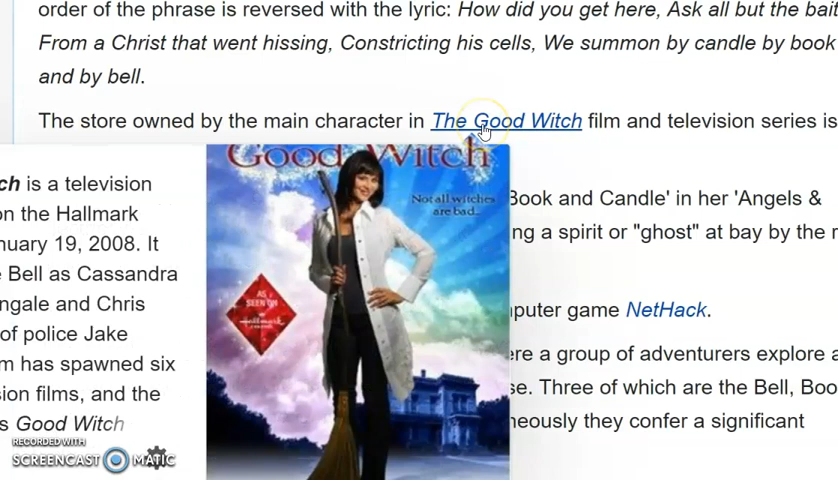 order of the phrase is reversed with the lyric: How did you get here, Ask all but the bait
From a Christ that went hissing, Constricting his cells, We summon by candle by book
and by bell.
The store owned by the main character in The Good Witch film and television series is
Good Witch
Not all witches
are bad...
AS
SEEN ON
Hallmark
CHANNEL
ch is a television
on the Hallmark
nuary 19, 2008. It
e Bell as Cassandra
ngale and Chris
of police Jake
m has spawned six
sion films, and the
s Good Witch
Book and Candle' in her 'Angels &
ng a spirit or "ghost" at bay by the
mputer game NetHack.
ere a group of adventurers explore a
se. Three of which are the Bell, Boo
neously they confer a significant
RECORDED WITH
SCREENCAST MATIC